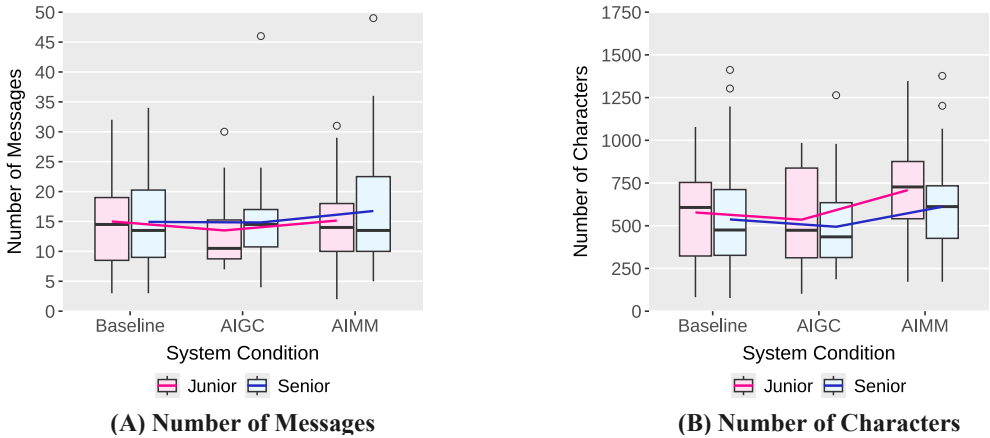 50
45
40
35
30
25
20
15
10
5
0
Number of Messages
Baseline AIGC AIMM
System Condition
Junior Senior
(A) Number of Messages
1750
1500
1250
1000
750
500
250
0
Number of Characters
Baseline AIGC AIMM
System Condition
Junior Senior
(B) Number of Characters